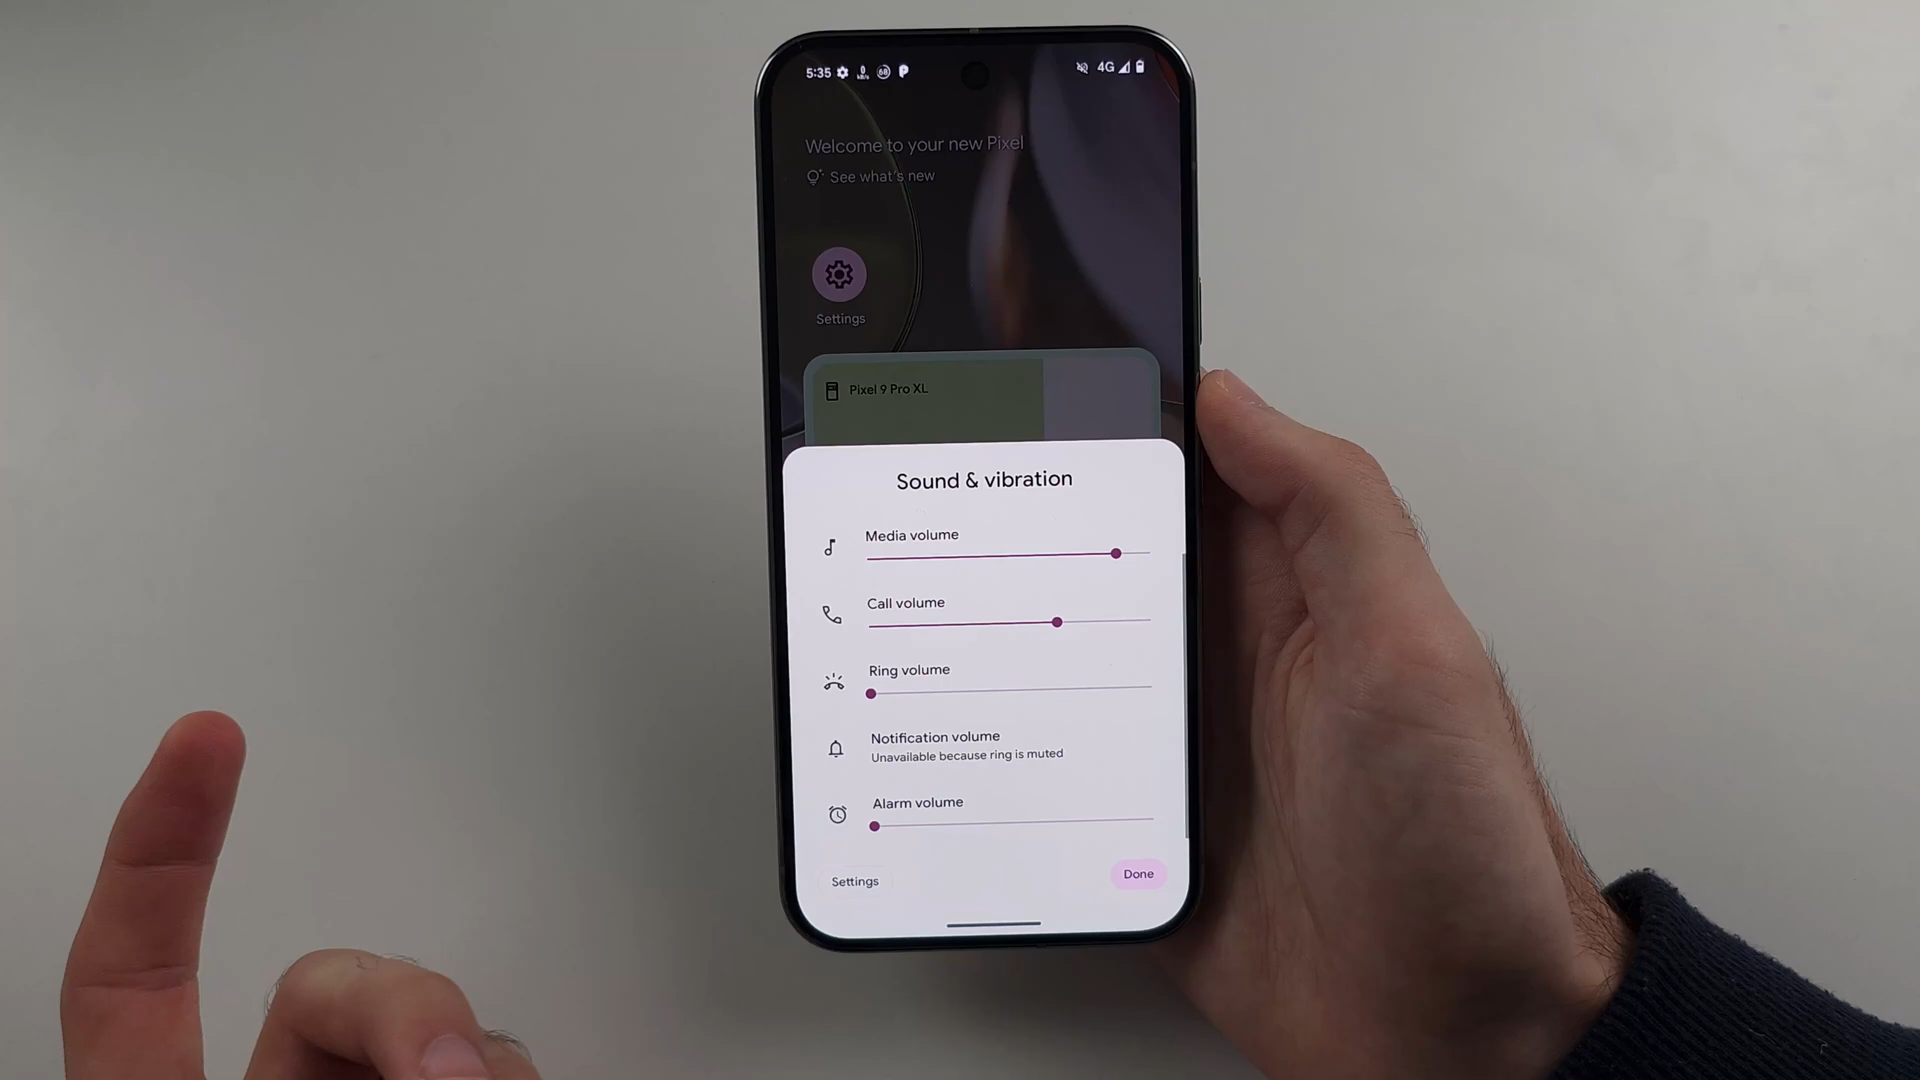 5:35
68
4G
Welcome to your new Pixel
See what's new
Settings
Pixel 9 Pro XL
Sound & vibration
Media volume
Call volume
Ring volume
Notification volume
Unavailable because ring is muted
Alarm volume
Settings
Done